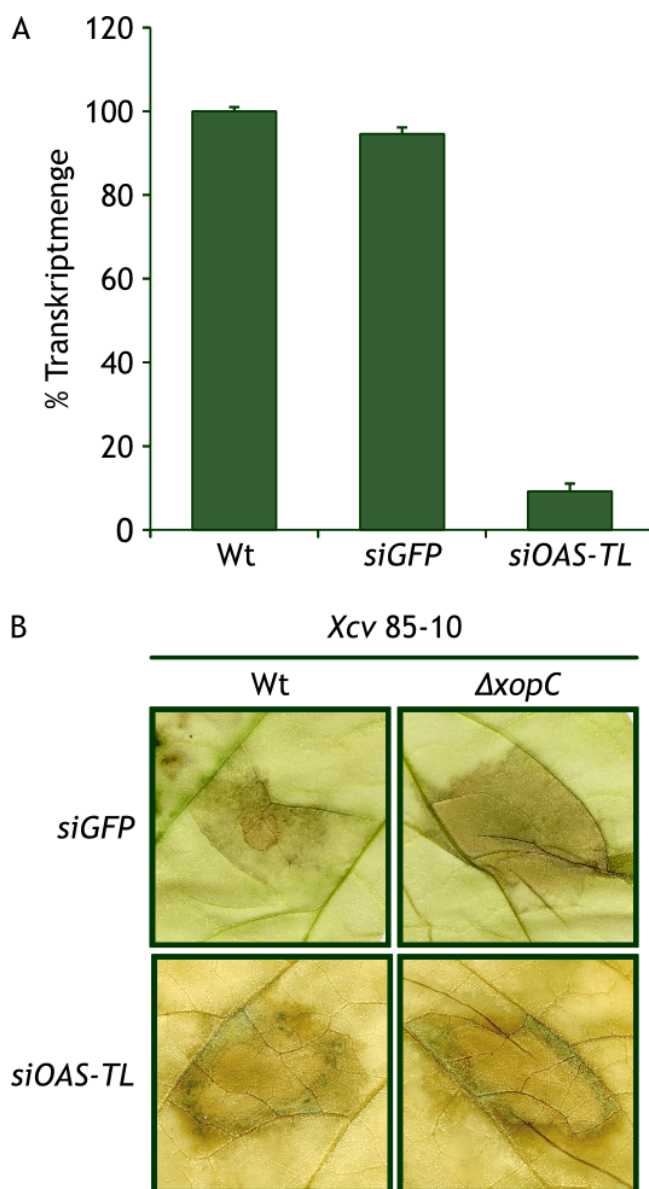 A
120
100
80
60
40
20
0
% Transkriptmenge
Wt siGFP siOAS-TL
B
Xcv 85-10
Wt ΔxopC
siGFP
siOAS-TL